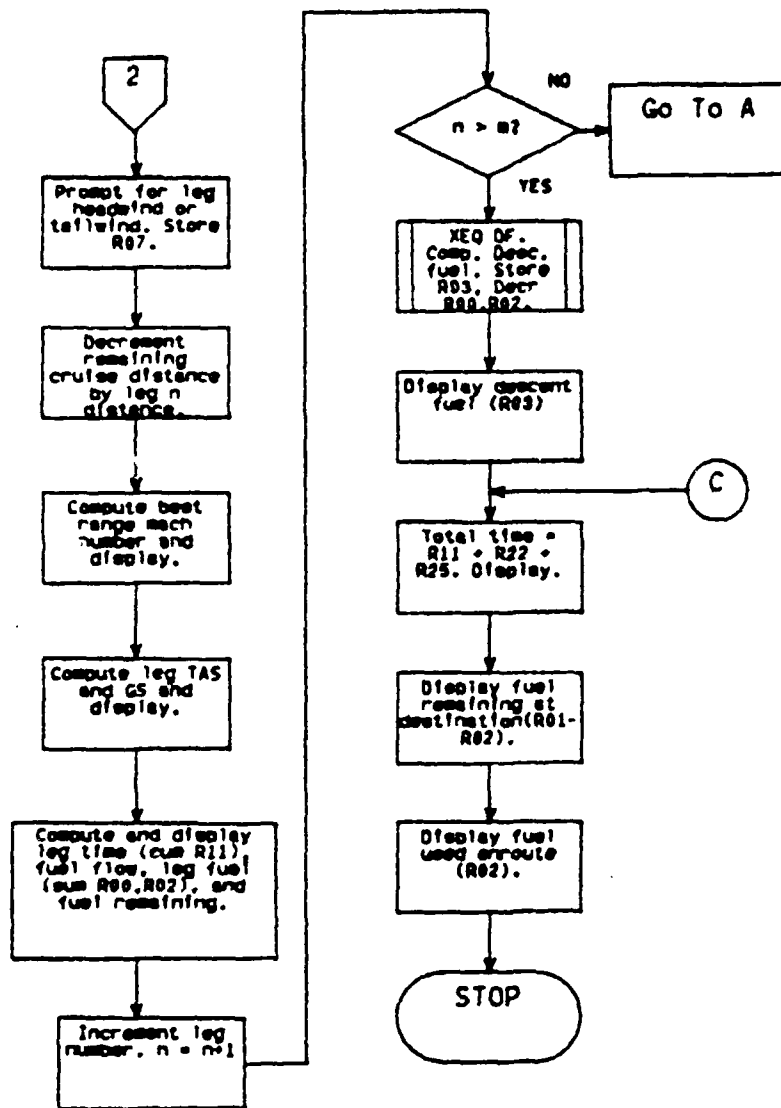 2
Prompt for leg
headwind or
tailwind. Store
R07.
Decrement
remaining
cruise distance
by leg n
distance.
Compute best
range mach
number and
display.
Compute leg TAS
and GS and
display.
Compute and display
leg time (cum R11),
fuel flow, leg fuel
(sum R00,R02), and
fuel remaining.
Increment leg
number. n = n+1
n > m?
NO
Go To A
YES
XEQ DF.
Comp. Desc.
fuel. Store
R03. Decr
R00,R02.
Display descent
fuel (R03)
C
Total time =
R11 + R22 +
R25. Display.
Display fuel
remaining at
destination(R01-
R02).
Display fuel
used enroute
(R02).
STOP